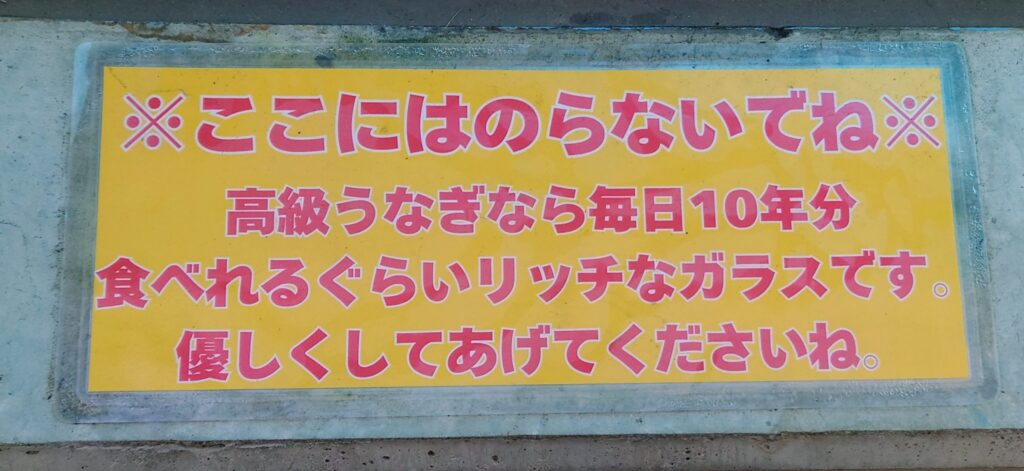 ※ここにはのらないでね※
高級うなぎなら毎日10年分
食べれるぐらいリッチなガラスです。
優しくしてあげてくださいね。